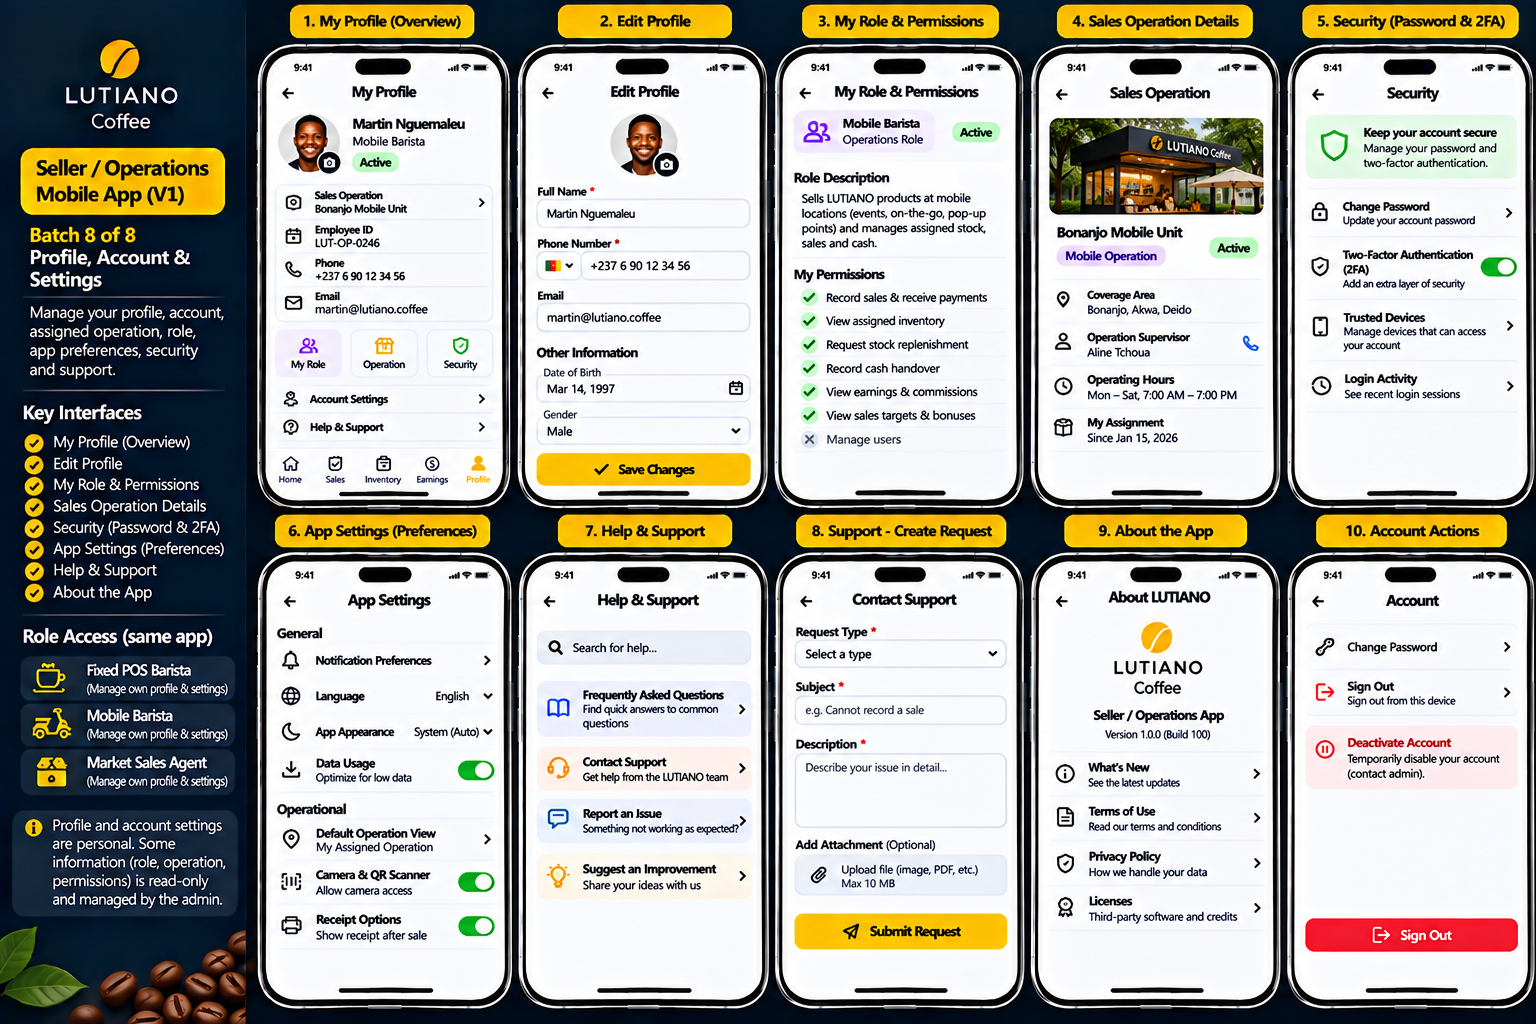 LUTIANO
Coffee
Seller / Operations
Mobile App (V1)
Batch 8 of 8
Profile, Account &
Settings
Manage your profile, account,
assigned operation, role,
app preferences, security
and support.
Key Interfaces
My Profile (Overview)
Edit Profile
My Role & Permissions
Sales Operation Details
Security (Password & 2FA)
App Settings (Preferences)
Help & Support
About the App
Role Access (same app)
Fixed POS Barista
(Manage own profile & settings)
Mobile Barista
(Manage own profile & settings)
Market Sales Agent
(Manage own profile & settings)
Profile and account settings
are personal. Some
information (role, operation,
permissions) is read-only
and managed by the admin.
1. My Profile (Overview)
9:41
My Profile
Martin Nguemaleu
Mobile Barista
Active
Sales Operation
Bonanjo Mobile Unit
Employee ID
LUT-OP-0246
Phone
+237 6 90 12 34 56
Email
martin@lutiano.coffee
My Role
Operation
Security
Account Settings
Help & Support
Home
Sales
Inventory
Earnings
Profile
2. Edit Profile
9:41
Edit Profile
Full Name *
Martin Nguemaleu
Phone Number *
+237 6 90 12 34 56
Email
martin@lutiano.coffee
Other Information
Date of Birth
Mar 14, 1997
Gender
Male
Save Changes
3. My Role & Permissions
9:41
My Role & Permissions
Mobile Barista
Operations Role
Active
Role Description
Sells LUTIANO products at mobile
locations (events, on-the-go, pop-up
points) and manages assigned stock,
sales and cash.
My Permissions
Record sales & receive payments
View assigned inventory
Request stock replenishment
Record cash handover
View earnings & commissions
View sales targets & bonuses
Manage users
4. Sales Operation Details
9:41
Sales Operation
LUTIANO Coffee
Bonanjo Mobile Unit
Mobile Operation
Active
Coverage Area
Bonanjo, Akwa, Deido
Operation Supervisor
Aline Tchoua
Operating Hours
Mon – Sat, 7:00 AM – 7:00 PM
My Assignment
Since Jan 15, 2026
5. Security (Password & 2FA)
9:41
Security
Keep your account secure
Manage your password and
two-factor authentication.
Change Password
Update your account password
Two-Factor Authentication
(2FA)
Add an extra layer of security
Trusted Devices
Manage devices that can access
your account
Login Activity
See recent login sessions
6. App Settings (Preferences)
9:41
App Settings
General
Notification Preferences
Language English
App Appearance System (Auto)
Data Usage
Optimize for low data
Operational
Default Operation View
My Assigned Operation
Camera & QR Scanner
Allow camera access
Receipt Options
Show receipt after sale
7. Help & Support
9:41
Help & Support
Search for help...
Frequently Asked Questions
Find quick answers to common
questions
Contact Support
Get help from the LUTIANO team
Report an Issue
Something not working as expected?
Suggest an Improvement
Share your ideas with us
8. Support - Create Request
9:41
Contact Support
Request Type *
Select a type
Subject *
e.g. Cannot record a sale
Description *
Describe your issue in detail...
Add Attachment (Optional)
Upload file (image, PDF, etc.)
Max 10 MB
Submit Request
9. About the App
9:41
About LUTIANO
LUTIANO
Coffee
Seller / Operations App
Version 1.0.0 (Build 100)
What's New
See the latest updates
Terms of Use
Read our terms and conditions
Privacy Policy
How we handle your data
Licenses
Third-party software and credits
10. Account Actions
9:41
Account
Change Password
Sign Out
Sign out from this device
Deactivate Account
Temporarily disable your account
(contact admin).
Sign Out